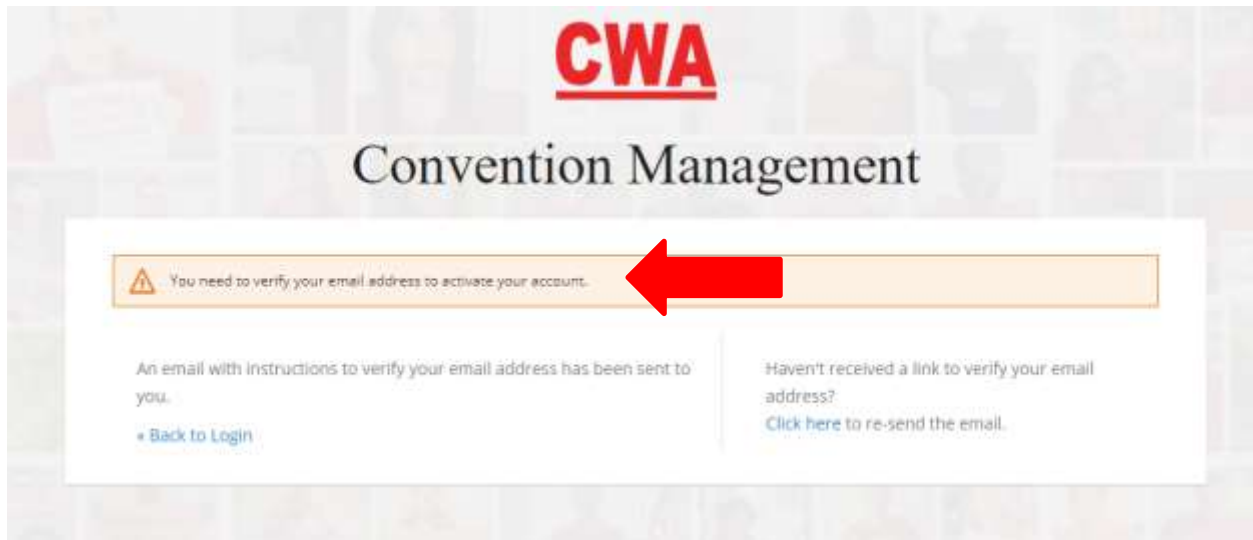 CWA
Convention Management
You need to verify your email address to activate your account.
An email with instructions to verify your email address has been sent to
you.
« Back to Login
Haven't received a link to verify your email
address?
Click here to re-send the email.